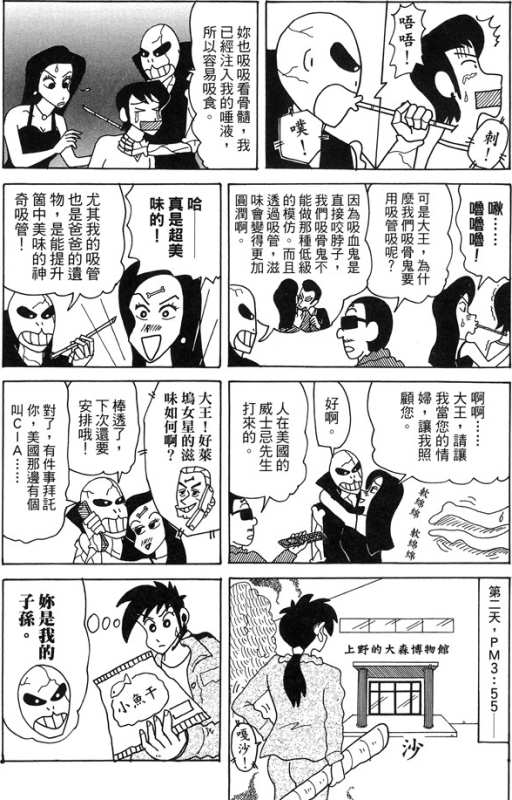 唔唔！
刺！
噗！
妳也吸吸看骨髓，我
已經注入我的唾液，
所以容易吸食。
啾……
嚕嚕嚕！
可是大王，為什
麼我們吸骨鬼要
用吸管吸呢？
因為吸血鬼是
直接咬脖子，
我們吸骨鬼不
能做那種低級
的模仿。而且
透過吸管，滋
味會變得更加
圓潤啊。
哈——
真是超美
味的！
尤其我的吸管
也是爸爸的遺
物，是能提升
箇中美味的神
奇吸管！
啊啊……
大王，請讓
我當您的情
婦，讓我照
顧您。
軟綿綿
軟綿綿
好啊。
人在美國的
威士忌先生
打來的。
大王！好萊
塢女星的滋
味如何啊？
棒透了，
下次還要
安排哦！
對了，有件事拜託
你，美國那邊有個
叫CIA……
第二天，PM3：55——
上野的大森博物館
沙
嘎沙！
小魚干
妳是我的
子孫。